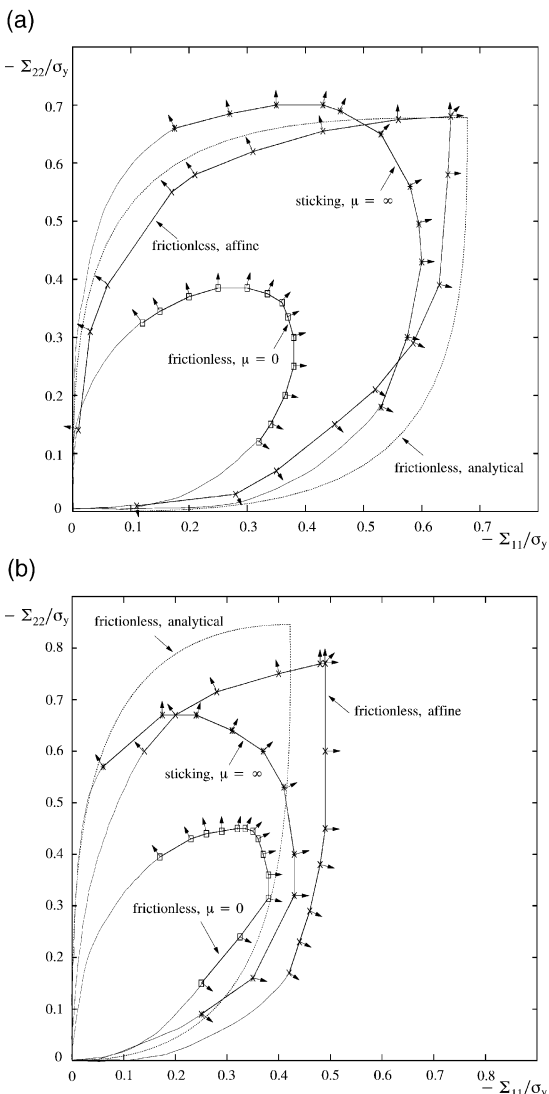 (a)
− Σ₂₂/σy
0.7
0.6
0.5
0.4
0.3
0.2
0.1
0
sticking, μ = ∞
frictionless, affine
frictionless, μ = 0
frictionless, analytical
0 0.1 0.2 0.3 0.4 0.5 0.6 0.7
− Σ₁₁/σy
(b)
− Σ₂₂/σy
frictionless, analytical
0.8
0.7
frictionless, affine
0.6
sticking, μ = ∞
0.5
0.4
0.3
frictionless, μ = 0
0.2
0.1
0
0 0.1 0.2 0.3 0.4 0.5 0.6 0.7 0.8
− Σ₁₁/σy